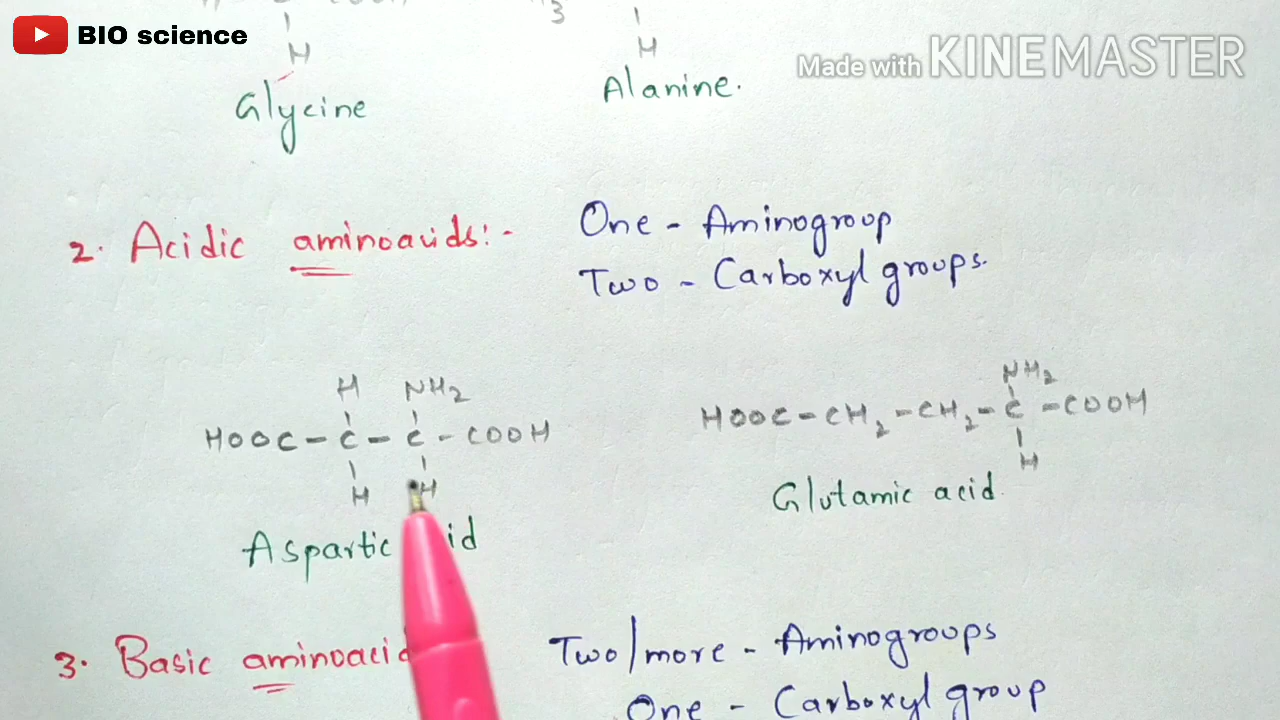 BIO science
Made with KINEMASTER
3
H
H
Glycine
Alanine.
2. Acidic aminoacids:-
One - Aminogroup
Two - Carboxyl groups.
H NH2
HOOC - C - C - COOH
H H
Aspartic
NH2
HOOC - CH2 - CH2 - C - COOH
H
Glutamic acid
3. Basic
Two/more - Aminogroups
One - Carboxyl group